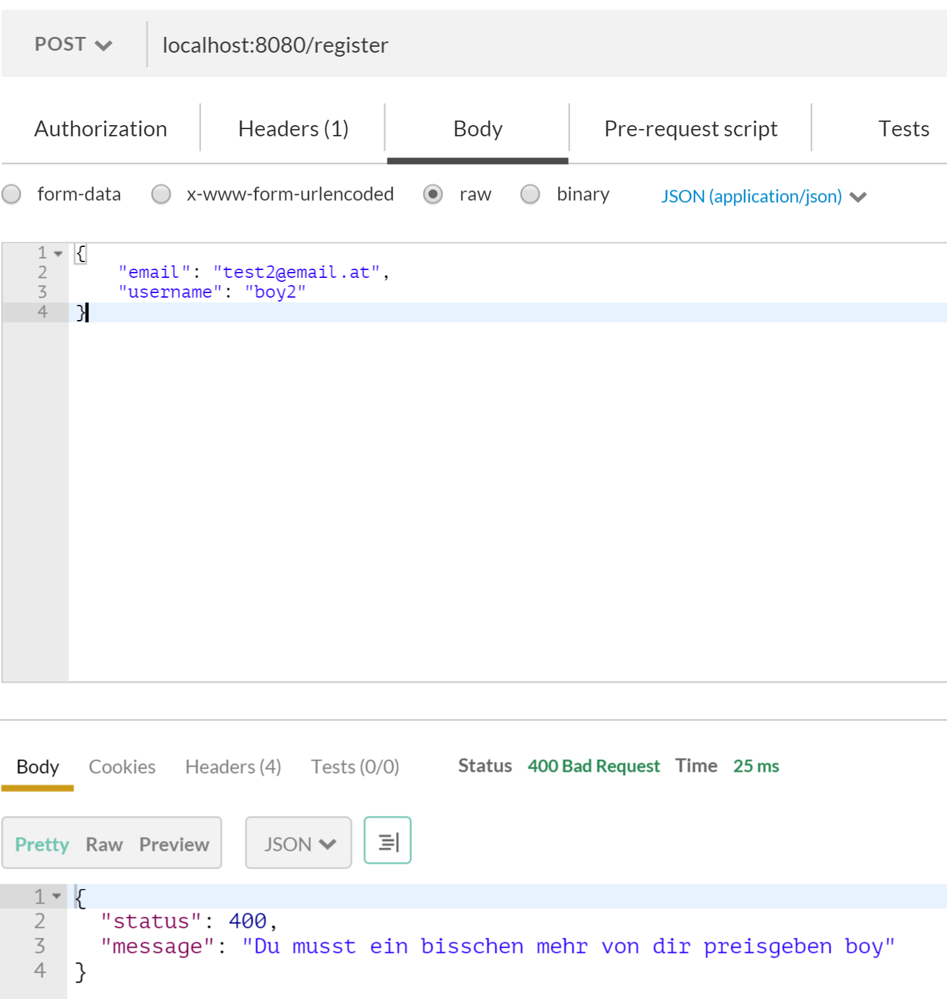 POST localhost:8080/register
Authorization Headers (1) Body Pre-request script Tests
form-data x-www-form-urlencoded raw binary JSON (application/json)
1 {
2 "email": "test2@email.at",
3 "username": "boy2"
4 }
Body Cookies Headers (4) Tests (0/0) Status 400 Bad Request Time 25 ms
Pretty Raw Preview JSON
1 {
2 "status": 400,
3 "message": "Du musst ein bisschen mehr von dir preisgeben boy"
4 }